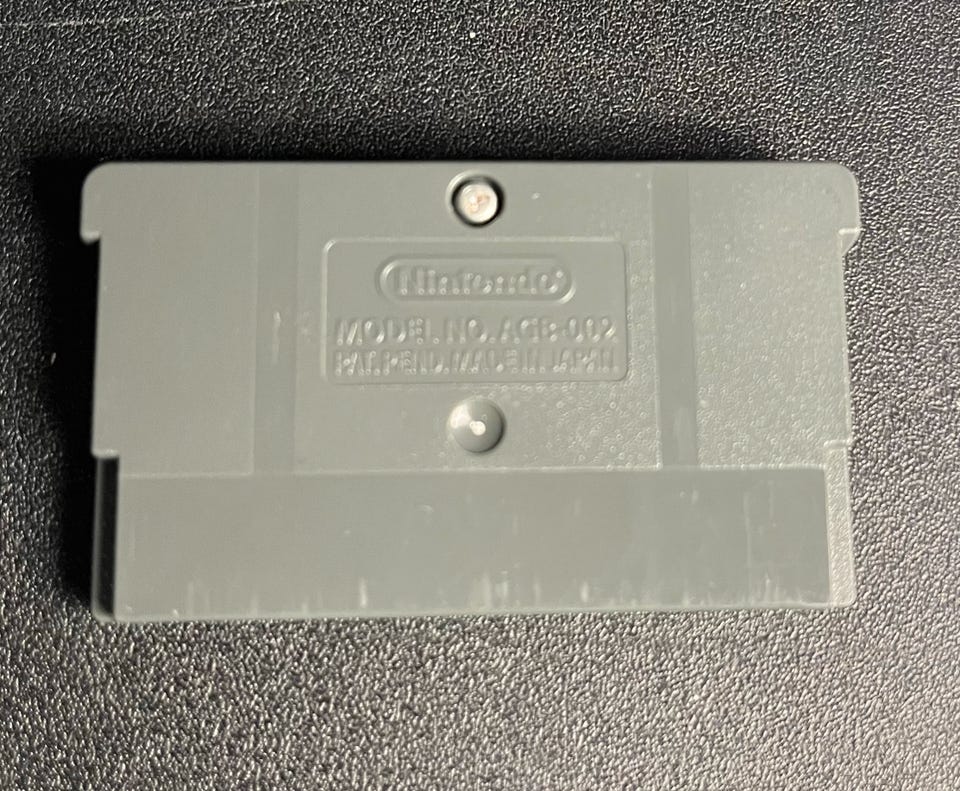 Nintendo®
MODEL NO. AGB-002
PAT. PEND. MADE IN JAPAN